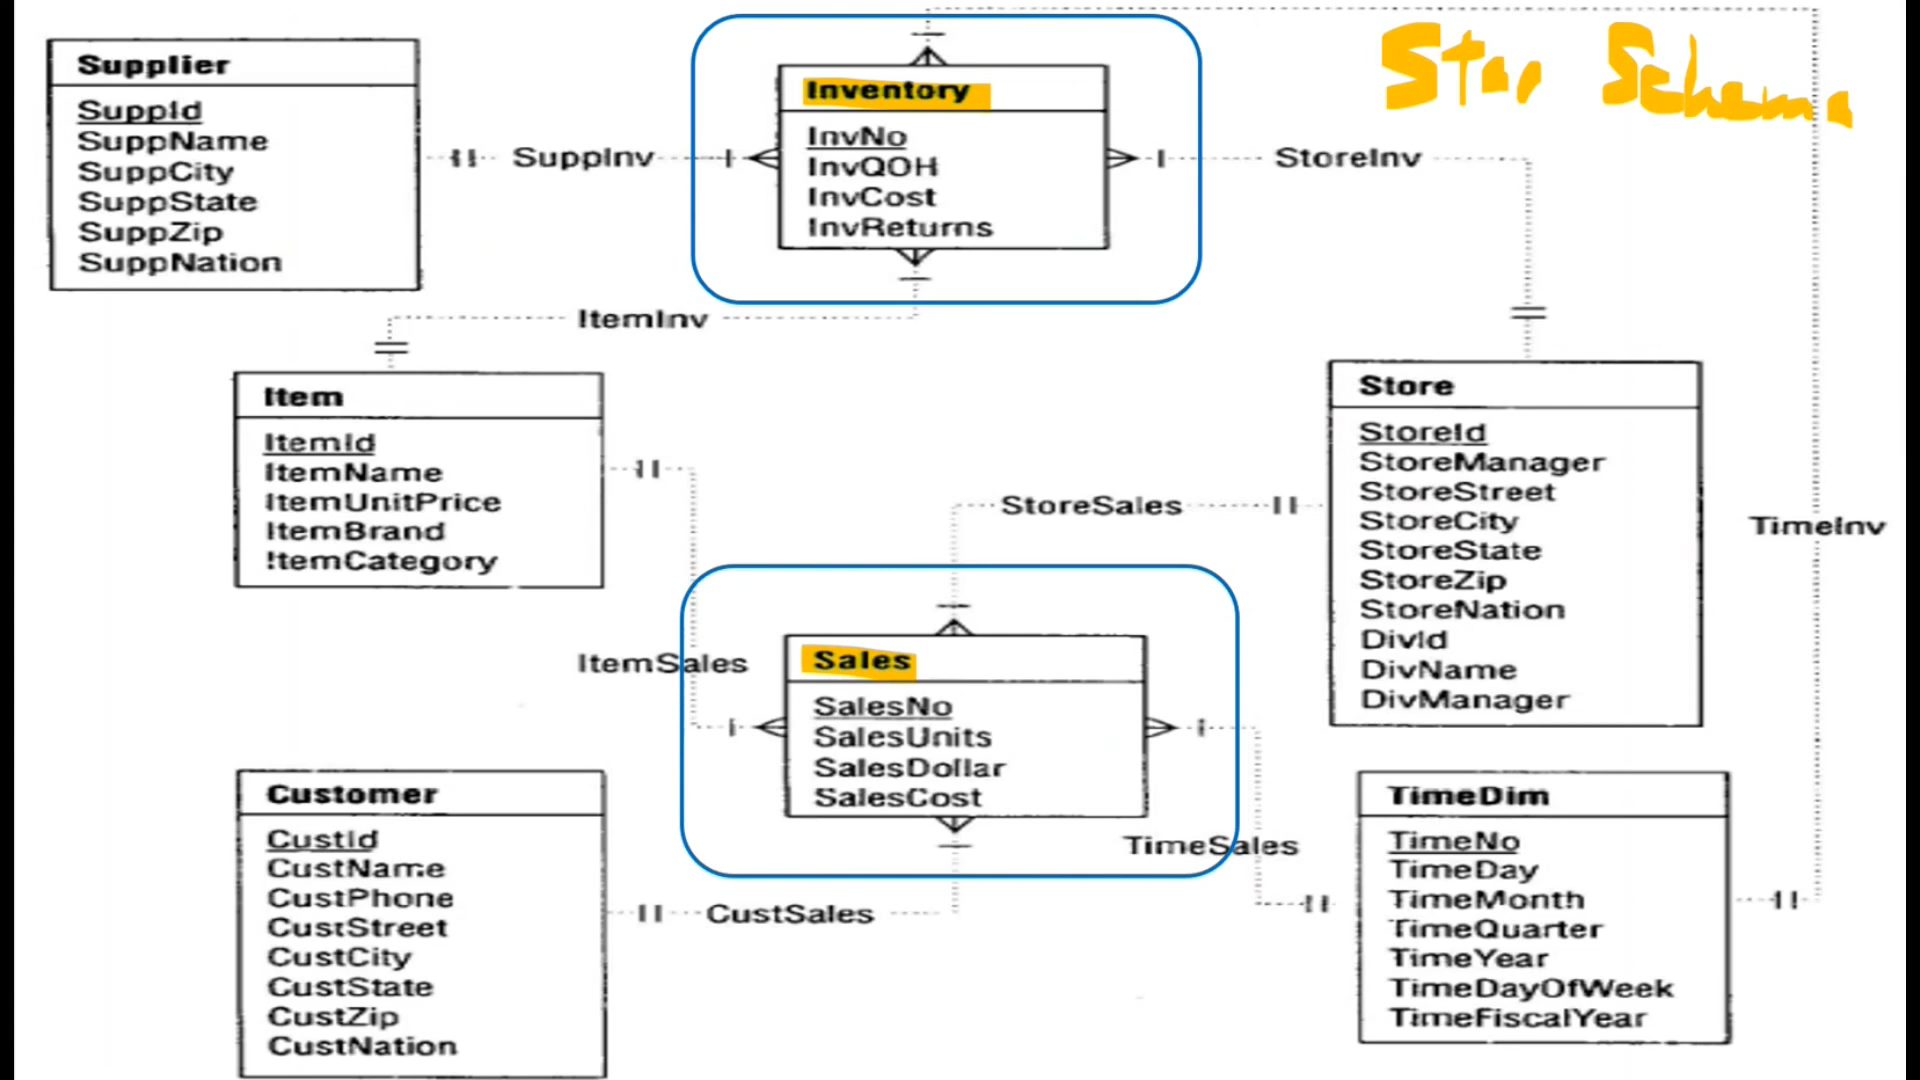 Star Schema
Supplier
SuppId
SuppName
SuppCity
SuppState
SuppZip
SuppNation
SuppInv
Inventory
InvNo
InvQOH
InvCost
InvReturns
StoreInv
ItemInv
Item
ItemId
ItemName
ItemUnitPrice
ItemBrand
ItemCategory
Store
StoreId
StoreManager
StoreStreet
StoreCity
StoreState
StoreZip
StoreNation
DivId
DivName
DivManager
StoreSales
TimeInv
ItemSales
Sales
SalesNo
SalesUnits
SalesDollar
SalesCost
TimeSales
Customer
CustId
CustName
CustPhone
CustStreet
CustCity
CustState
CustZip
CustNation
CustSales
TimeDim
TimeNo
TimeDay
TimeMonth
TimeQuarter
TimeYear
TimeDayOfWeek
TimeFiscalYear